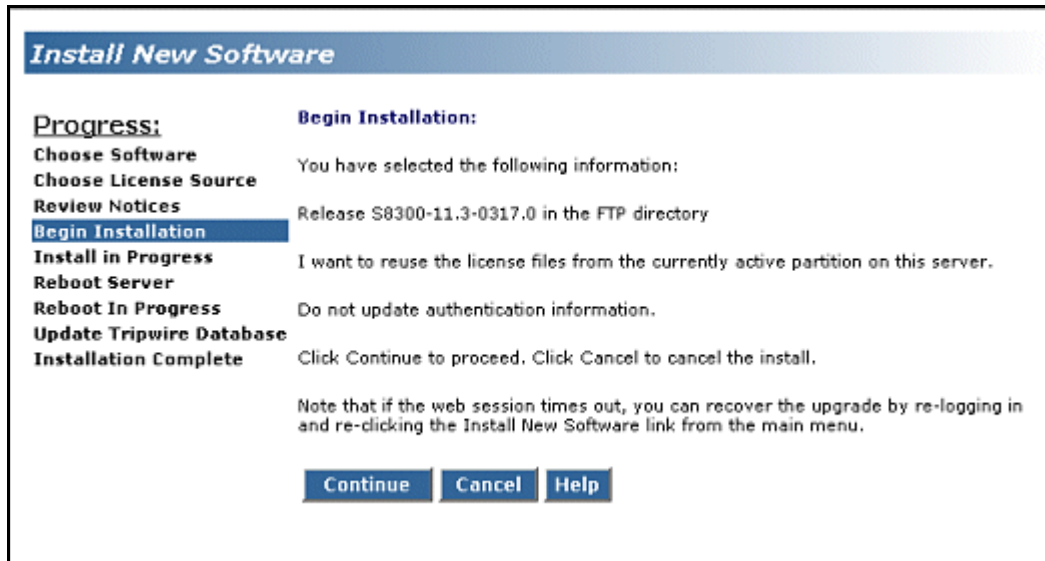 Install New Software
Progress:
Choose Software
Choose License Source
Review Notices
Begin Installation
Install in Progress
Reboot Server
Reboot In Progress
Update Tripwire Database
Installation Complete
Begin Installation:
You have selected the following information:
Release S8300-11.3-0317.0 in the FTP directory
I want to reuse the license files from the currently active partition on this server.
Do not update authentication information.
Click Continue to proceed. Click Cancel to cancel the install.
Note that if the web session times out, you can recover the upgrade by re-logging in
and re-clicking the Install New Software link from the main menu.
Continue Cancel Help